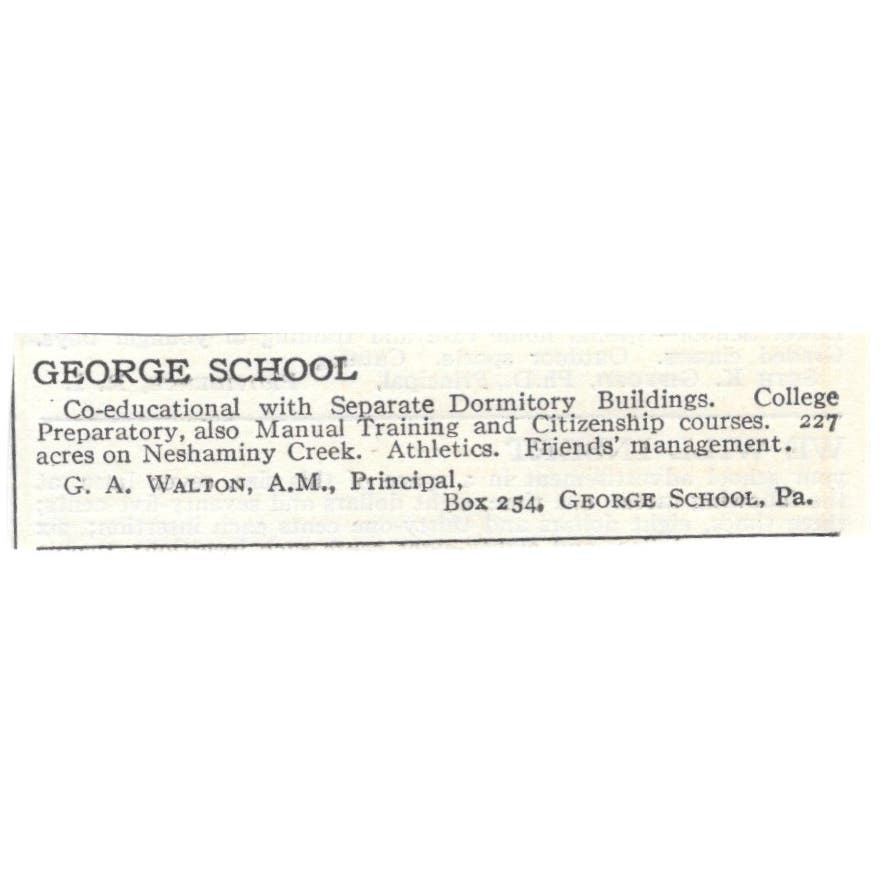 GEORGE SCHOOL
Co-educational with Separate Dormitory Buildings. College
Preparatory, also Manual Training and Citizenship courses. 227
acres on Neshaminy Creek. Athletics. Friends' management.
G. A. WALTON, A.M., Principal,
Box 254, GEORGE SCHOOL, Pa.